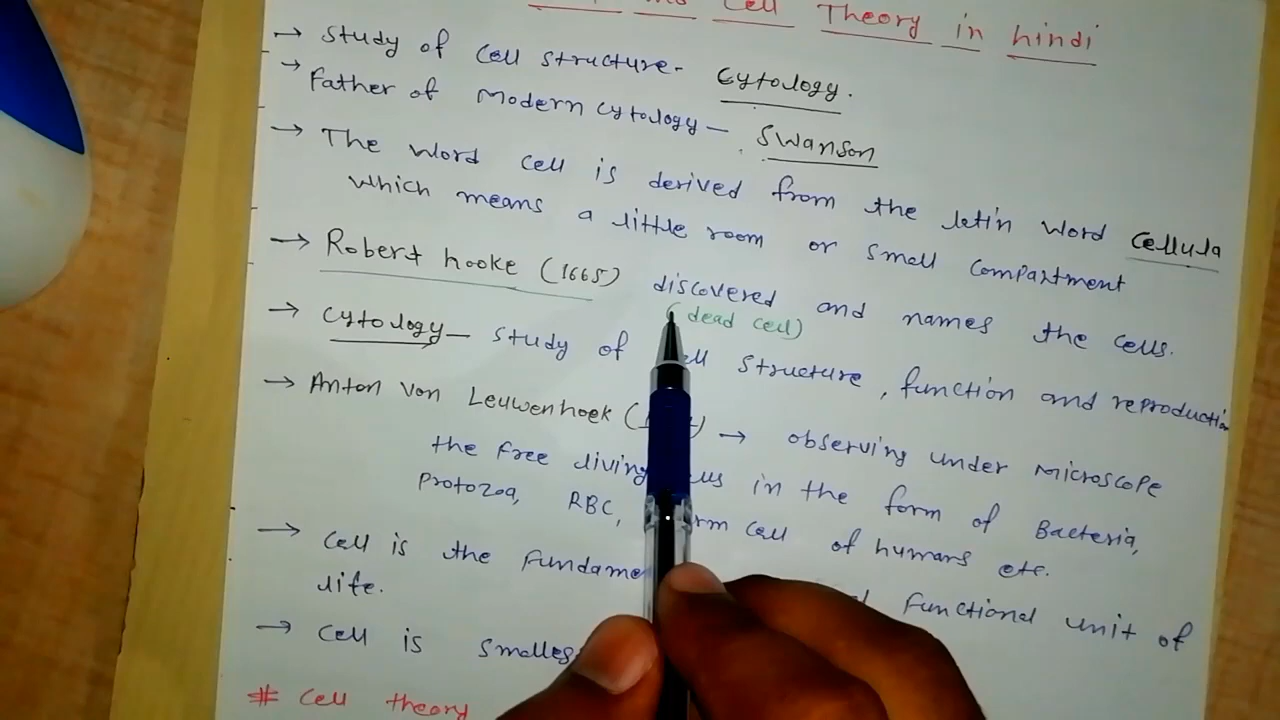 Cell Theory in hindi
→ Study of Cell Structure- Cytology.
→ Father of Modern Cytology — Swanson
→ The word cell is derived from the latin word Cellula
which means a little room or small compartment
→ Robert hooke (1665) discovered and names the cells.
(dead cell)
→ Cytology — Study of Structure, function and reproduction
→ Anton Von Leuwenhoek ( → observing under microscope
the free living in the form of Bacteria,
Protozoa, RBC, cell of humans etc.
→ Cell is the functional unit of
life.
→ Cell is
# Cell theory